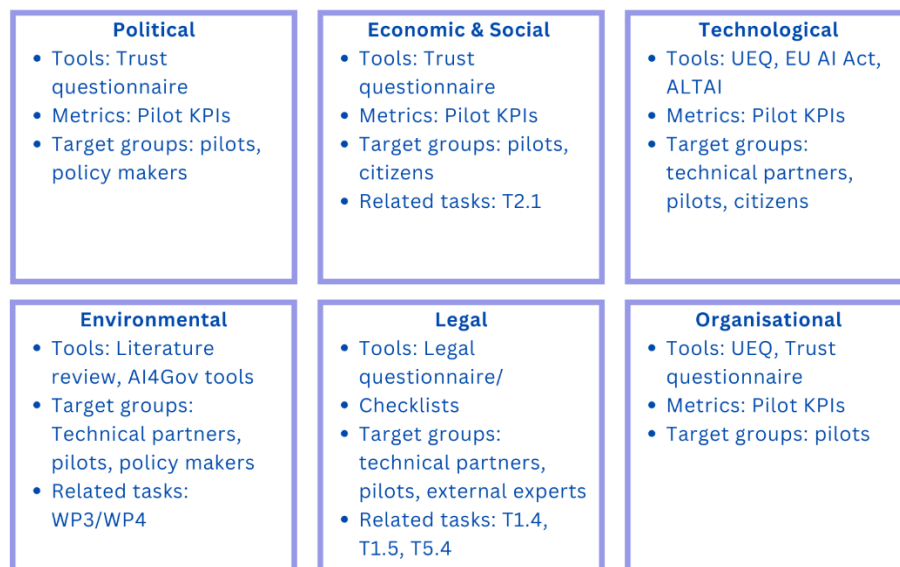 Political
• Tools: Trust
questionnaire
• Metrics: Pilot KPIs
• Target groups: pilots,
policy makers
Economic & Social
• Tools: Trust
questionnaire
• Metrics: Pilot KPIs
• Target groups: pilots,
citizens
• Related tasks: T2.1
Technological
• Tools: UEQ, EU AI Act,
ALTAI
• Metrics: Pilot KPIs
• Target groups:
technical partners,
pilots, citizens
Environmental
• Tools: Literature
review, AI4Gov tools
• Target groups:
Technical partners,
pilots, policy makers
• Related tasks:
WP3/WP4
Legal
• Tools: Legal
questionnaire/
• Checklists
• Target groups:
technical partners,
pilots, external experts
• Related tasks: T1.4,
T1.5, T5.4
Organisational
• Tools: UEQ, Trust
questionnaire
• Metrics: Pilot KPIs
• Target groups: pilots